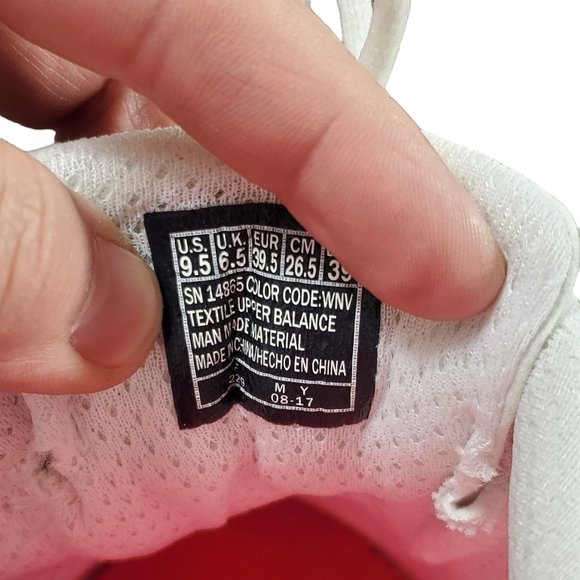 U.S. U.K. EUR CM
9.5 6.5 39.5 26.5 39
SN 14865 COLOR CODE:WNV
TEXTILE UPPER BALANCE
MAN MADE MATERIAL
MADE IN CHINA/HECHO EN CHINA
M Y
08-17